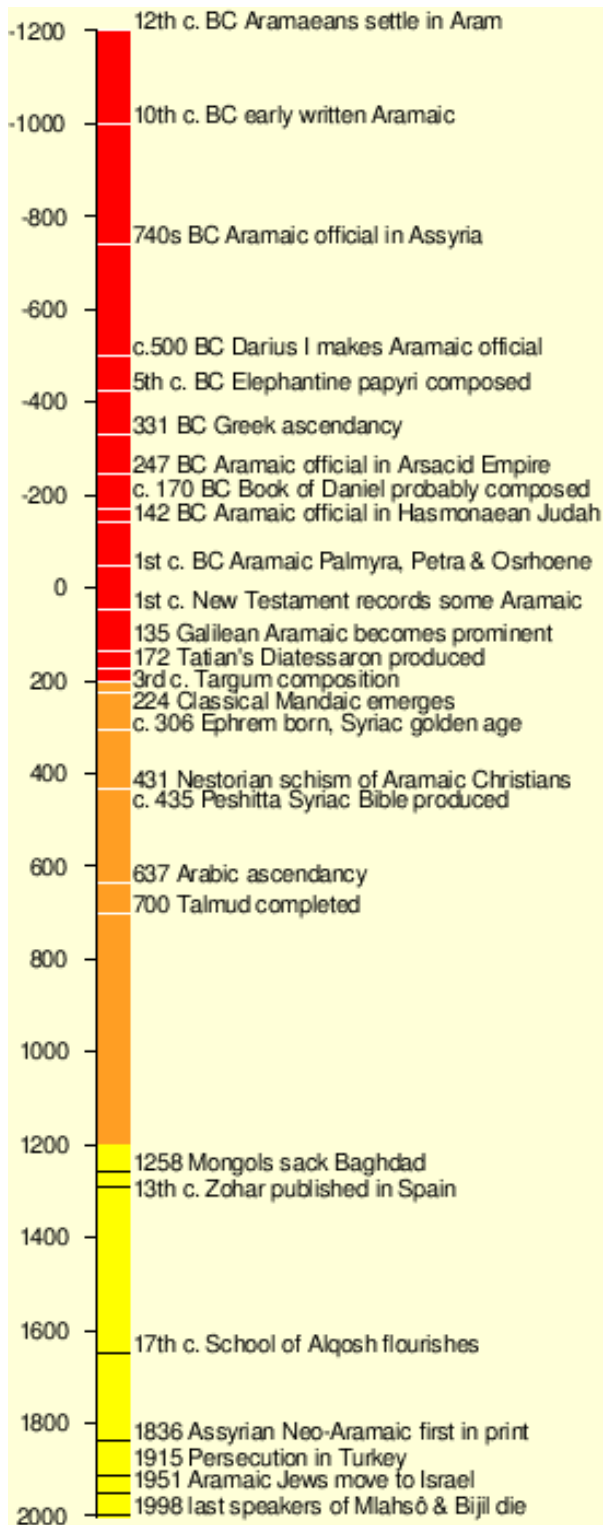 -1200 12th c. BC Aramaeans settle in Aram
-1000 10th c. BC early written Aramaic
-800
740s BC Aramaic official in Assyria
-600
c.500 BC Darius I makes Aramaic official
5th c. BC Elephantine papyri composed
-400
331 BC Greek ascendancy
247 BC Aramaic official in Arsacid Empire
-200 c. 170 BC Book of Daniel probably composed
142 BC Aramaic official in Hasmonaean Judah
1st c. BC Aramaic Palmyra, Petra & Osrhoene
0
1st c. New Testament records some Aramaic
135 Galilean Aramaic becomes prominent
172 Tatian's Diatessaron produced
200 3rd c. Targum composition
224 Classical Mandaic emerges
c. 306 Ephrem born, Syriac golden age
400 431 Nestorian schism of Aramaic Christians
c. 435 Peshitta Syriac Bible produced
600 637 Arabic ascendancy
700 Talmud completed
800
1000
1200
1258 Mongols sack Baghdad
13th c. Zohar published in Spain
1400
1600 17th c. School of Alqosh flourishes
1800 1836 Assyrian Neo-Aramaic first in print
1915 Persecution in Turkey
1951 Aramaic Jews move to Israel
2000 1998 last speakers of Mlahsô & Bijil die